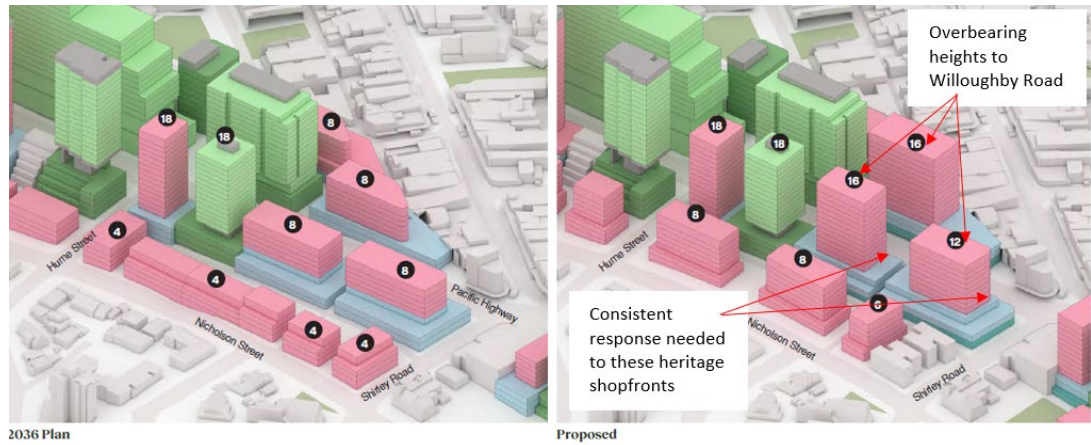 18
18
8
8
8
8
4
4
4
4
Hume Street
Nicholson Street
Shirley Road
Pacific Highway
2036 Plan
Overbearing
heights to
Willoughby Road
18
18
16
16
12
8
8
6
Hume Street
Nicholson Street
Shirley Road
Consistent
response needed
to these heritage
shopfronts
Proposed